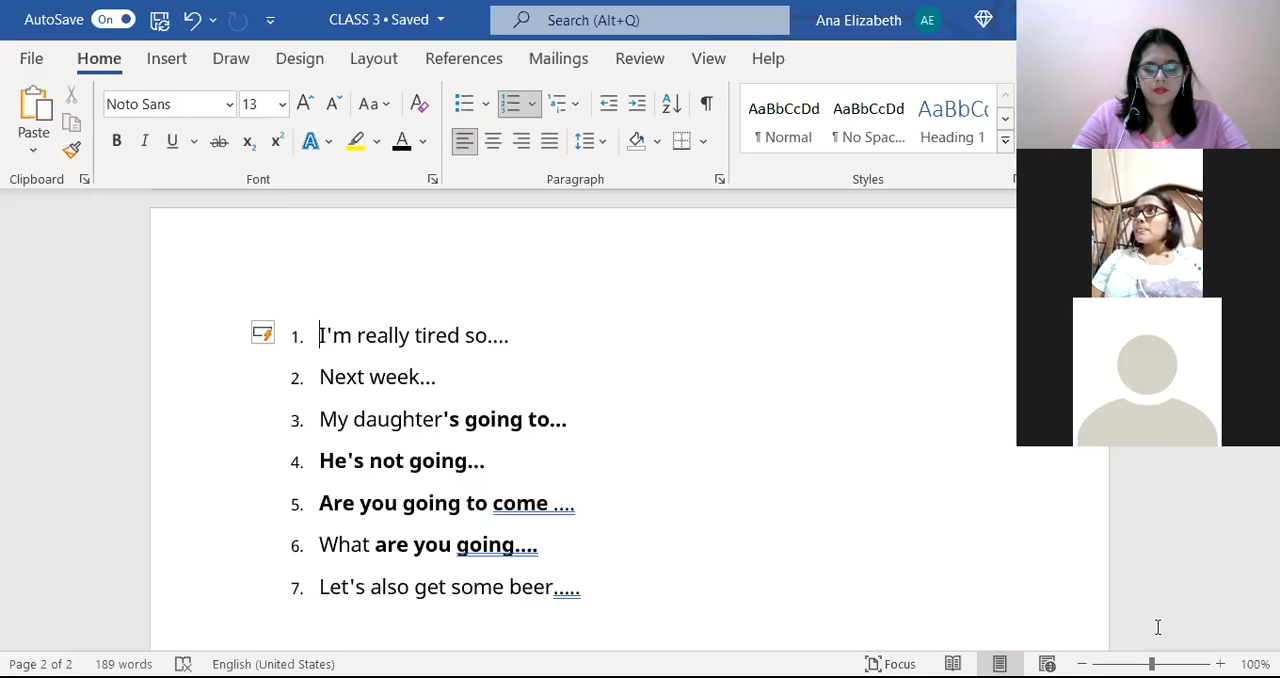 AutoSave On CLASS 3 • Saved Search (Alt+Q) Ana Elizabeth AE
File Home Insert Draw Design Layout References Mailings Review View Help
Noto Sans 13 A A Aa A
AaBbCcDd AaBbCcDd AaBbCc
Paste B I U ab x2 x2 A A
¶ Normal ¶ No Spac... Heading 1
Clipboard Font Paragraph Styles
1. I'm really tired so....
2. Next week...
3. My daughter's going to...
4. He's not going...
5. Are you going to come ....
6. What are you going....
7. Let's also get some beer.....
Page 2 of 2 189 words English (United States) Focus 100%